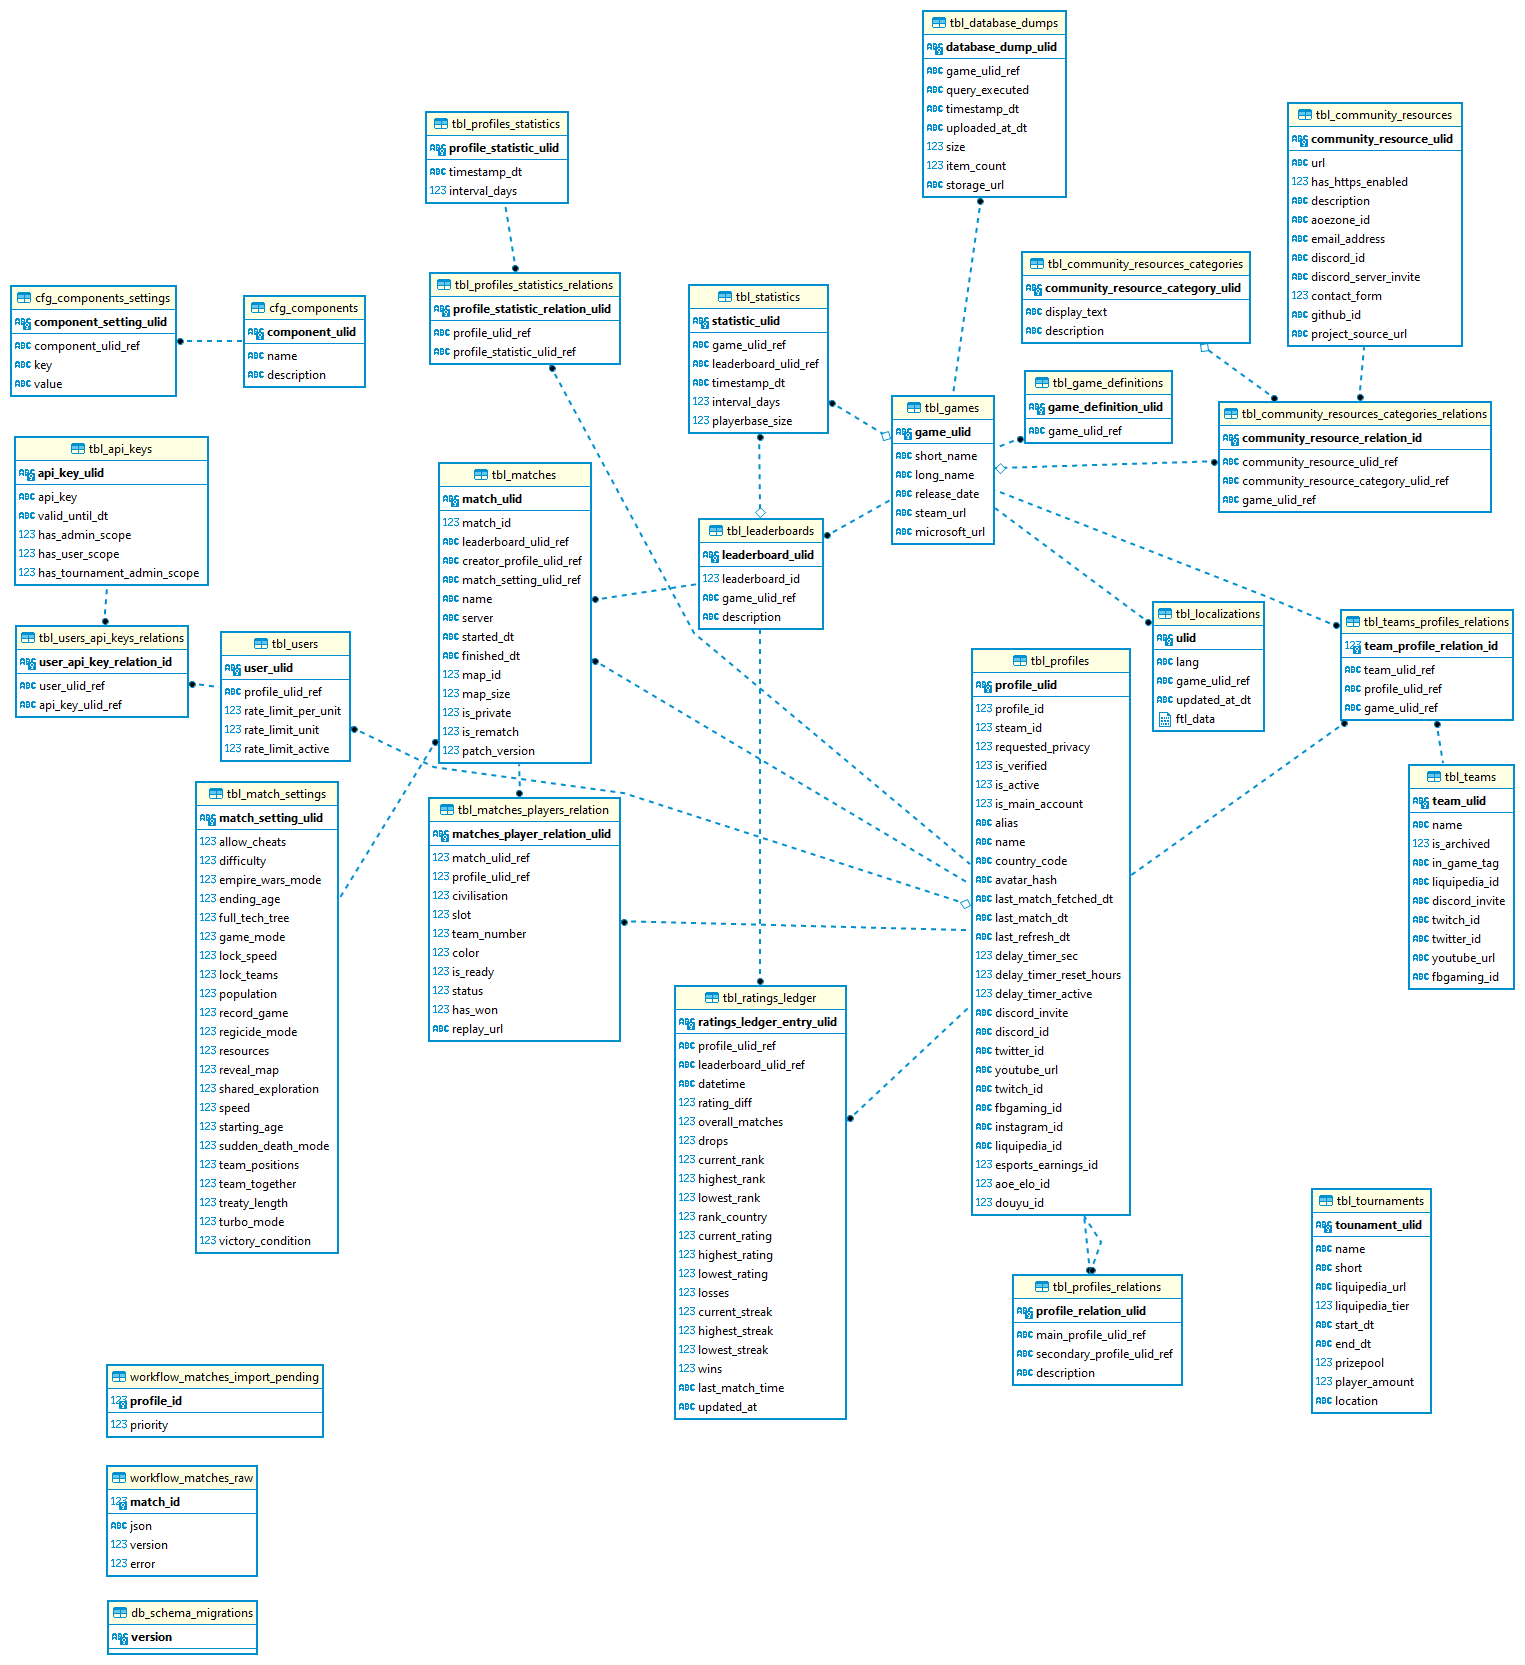 tbl_database_dumps
database_dump_ulid
game_ulid_ref
query_executed
timestamp_dt
uploaded_at_dt
size
item_count
storage_url
tbl_profiles_statistics
profile_statistic_ulid
timestamp_dt
interval_days
tbl_community_resources
community_resource_ulid
url
has_https_enabled
description
aoezone_id
email_address
discord_id
discord_server_invite
contact_form
github_id
project_source_url
tbl_community_resources_categories
community_resource_category_ulid
display_text
description
cfg_components_settings
component_setting_ulid
component_ulid_ref
key
value
cfg_components
component_ulid
name
description
tbl_profiles_statistics_relations
profile_statistic_relation_ulid
profile_ulid_ref
profile_statistic_ulid_ref
tbl_statistics
statistic_ulid
game_ulid_ref
leaderboard_ulid_ref
timestamp_dt
interval_days
playerbase_size
tbl_games
game_ulid
short_name
long_name
release_date
steam_url
microsoft_url
tbl_game_definitions
game_definition_ulid
game_ulid_ref
tbl_community_resources_categories_relations
community_resource_relation_id
community_resource_ulid_ref
community_resource_category_ulid_ref
game_ulid_ref
tbl_api_keys
api_key_ulid
api_key
valid_until_dt
has_admin_scope
has_user_scope
has_tournament_admin_scope
tbl_matches
match_ulid
match_id
leaderboard_ulid_ref
creator_profile_ulid_ref
match_setting_ulid_ref
name
server
started_dt
finished_dt
map_id
map_size
is_private
is_rematch
patch_version
tbl_leaderboards
leaderboard_ulid
leaderboard_id
game_ulid_ref
description
tbl_users_api_keys_relations
user_api_key_relation_id
user_ulid_ref
api_key_ulid_ref
tbl_users
user_ulid
profile_ulid_ref
rate_limit_per_unit
rate_limit_unit
rate_limit_active
tbl_localizations
ulid
lang
game_ulid_ref
updated_at_dt
ftl_data
tbl_teams_profiles_relations
team_profile_relation_id
team_ulid_ref
profile_ulid_ref
game_ulid_ref
tbl_profiles
profile_ulid
profile_id
steam_id
requested_privacy
is_verified
is_active
is_main_account
alias
name
country_code
avatar_hash
last_match_fetched_dt
last_match_dt
last_refresh_dt
delay_timer_sec
delay_timer_reset_hours
delay_timer_active
discord_invite
discord_id
twitter_id
youtube_url
twitch_id
fbgaming_id
instagram_id
liquipedia_id
esports_earnings_id
aoe_elo_id
douyu_id
tbl_teams
team_ulid
name
is_archived
in_game_tag
liquipedia_id
discord_invite
twitch_id
twitter_id
youtube_url
fbgaming_id
tbl_match_settings
match_setting_ulid
allow_cheats
difficulty
empire_wars_mode
ending_age
full_tech_tree
game_mode
lock_speed
lock_teams
population
record_game
regicide_mode
resources
reveal_map
shared_exploration
speed
starting_age
sudden_death_mode
team_positions
team_together
treaty_length
turbo_mode
victory_condition
tbl_matches_players_relation
matches_player_relation_ulid
match_ulid_ref
profile_ulid_ref
civilisation
slot
team_number
color
is_ready
status
has_won
replay_url
tbl_ratings_ledger
ratings_ledger_entry_ulid
profile_ulid_ref
leaderboard_ulid_ref
datetime
rating_diff
overall_matches
drops
current_rank
highest_rank
lowest_rank
rank_country
current_rating
highest_rating
lowest_rating
losses
current_streak
highest_streak
lowest_streak
wins
last_match_time
updated_at
tbl_profiles_relations
profile_relation_ulid
main_profile_ulid_ref
secondary_profile_ulid_ref
description
tbl_tournaments
tounament_ulid
name
short
liquipedia_url
liquipedia_tier
start_dt
end_dt
prizepool
player_amount
location
workflow_matches_import_pending
profile_id
priority
workflow_matches_raw
match_id
json
version
error
db_schema_migrations
version